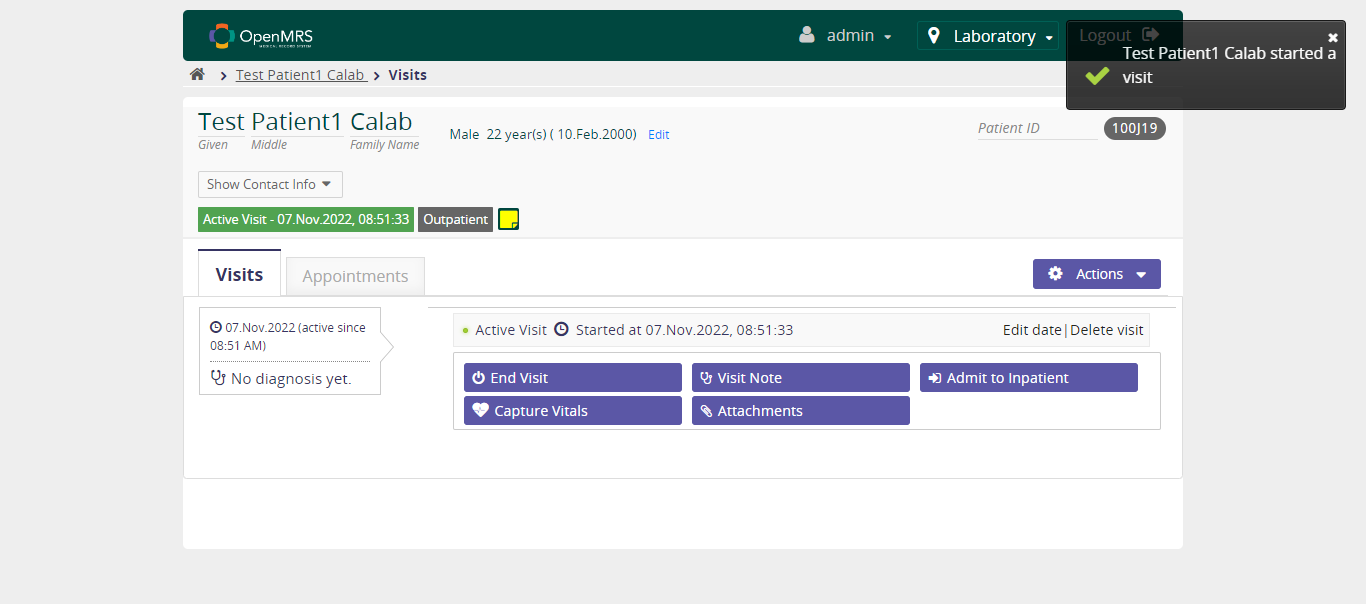 OpenMRS
MEDICAL RECORD SYSTEM
admin
Laboratory
Logout
Test Patient1 Calab started a
visit
Test Patient1 Calab
Visits
Test Patient1 Calab
Given Middle Family Name
Male 22 year(s) ( 10.Feb.2000) Edit
Patient ID
100J19
Show Contact Info
Active Visit - 07.Nov.2022, 08:51:33
Outpatient
Visits
Appointments
Actions
07.Nov.2022 (active since
08:51 AM)
No diagnosis yet.
Active Visit Started at 07.Nov.2022, 08:51:33
Edit date|Delete visit
End Visit
Visit Note
Admit to Inpatient
Capture Vitals
Attachments